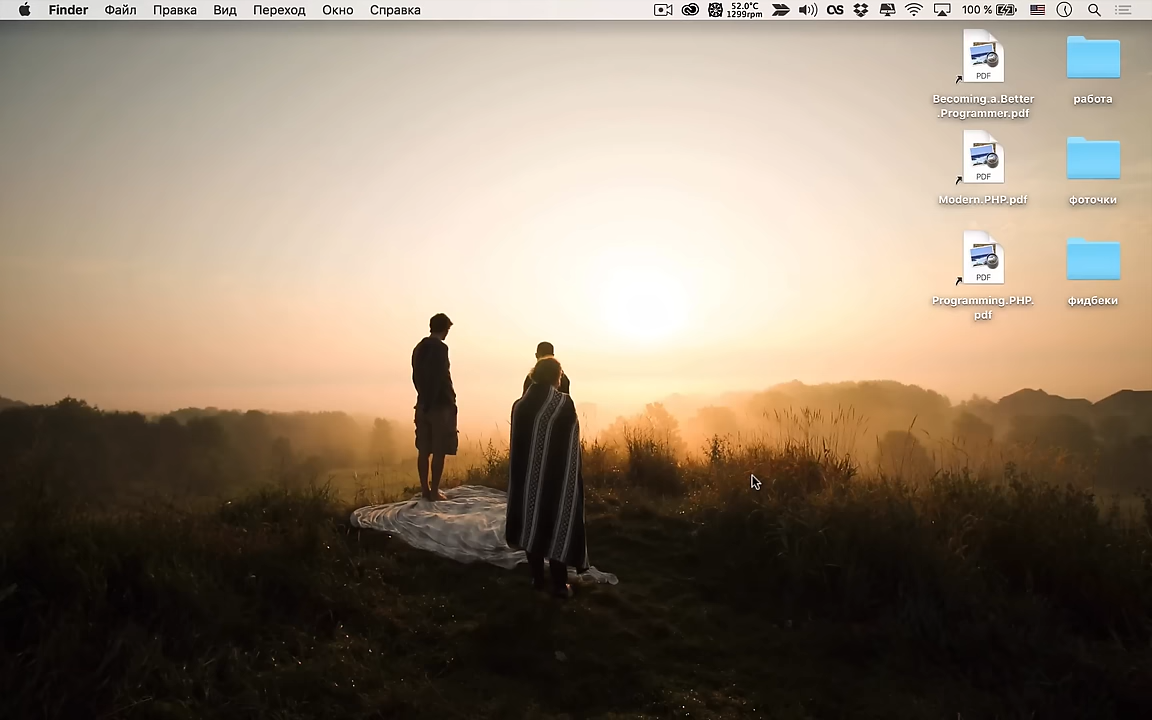 Finder Файл Правка Вид Переход Окно Справка 52.0°C 100 %
1299rpm
PDF
Becoming.a.Better
.Programmer.pdf
работа
PDF
Modern.PHP.pdf
фоточки
PDF
Programming.PHP.
pdf
фидбеки